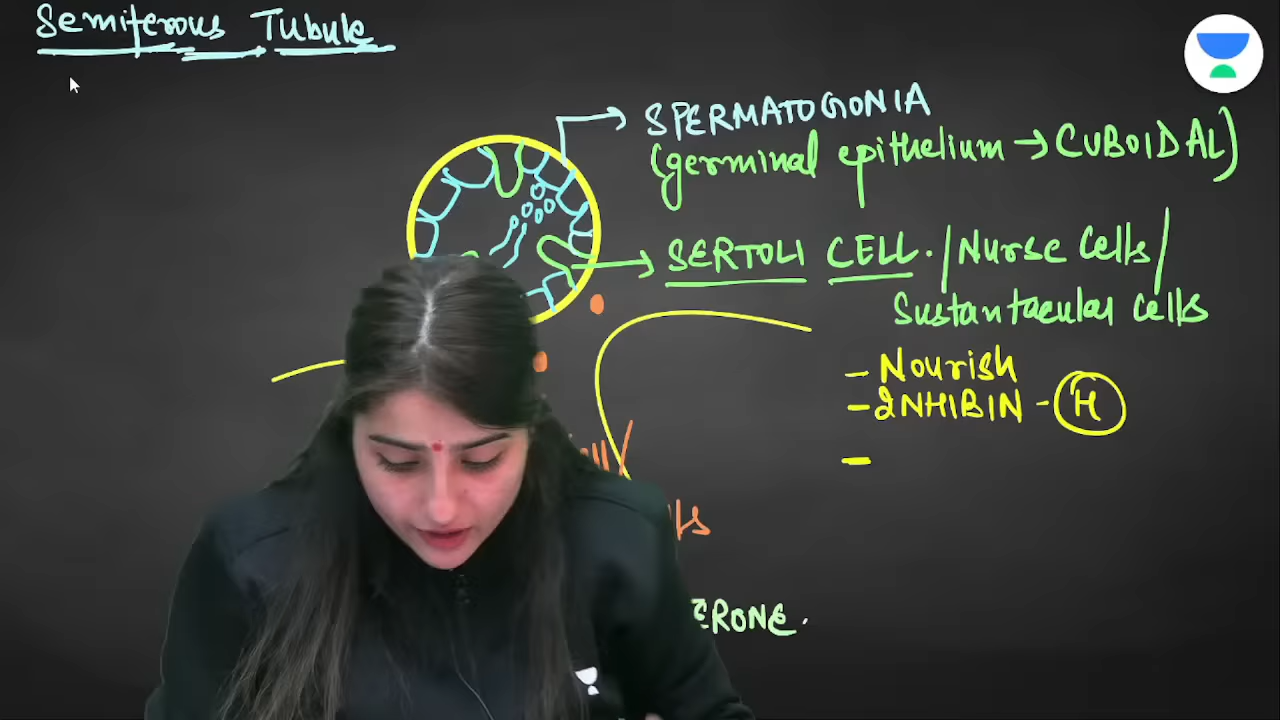 Semiferous Tubule
SPERMATOGONIA
(germinal epithelium → CUBOIDAL)
SERTOLI CELL. / Nurse Cells /
Sustantacular cells
- Nourish
- INHIBIN - H
-
ERONE.